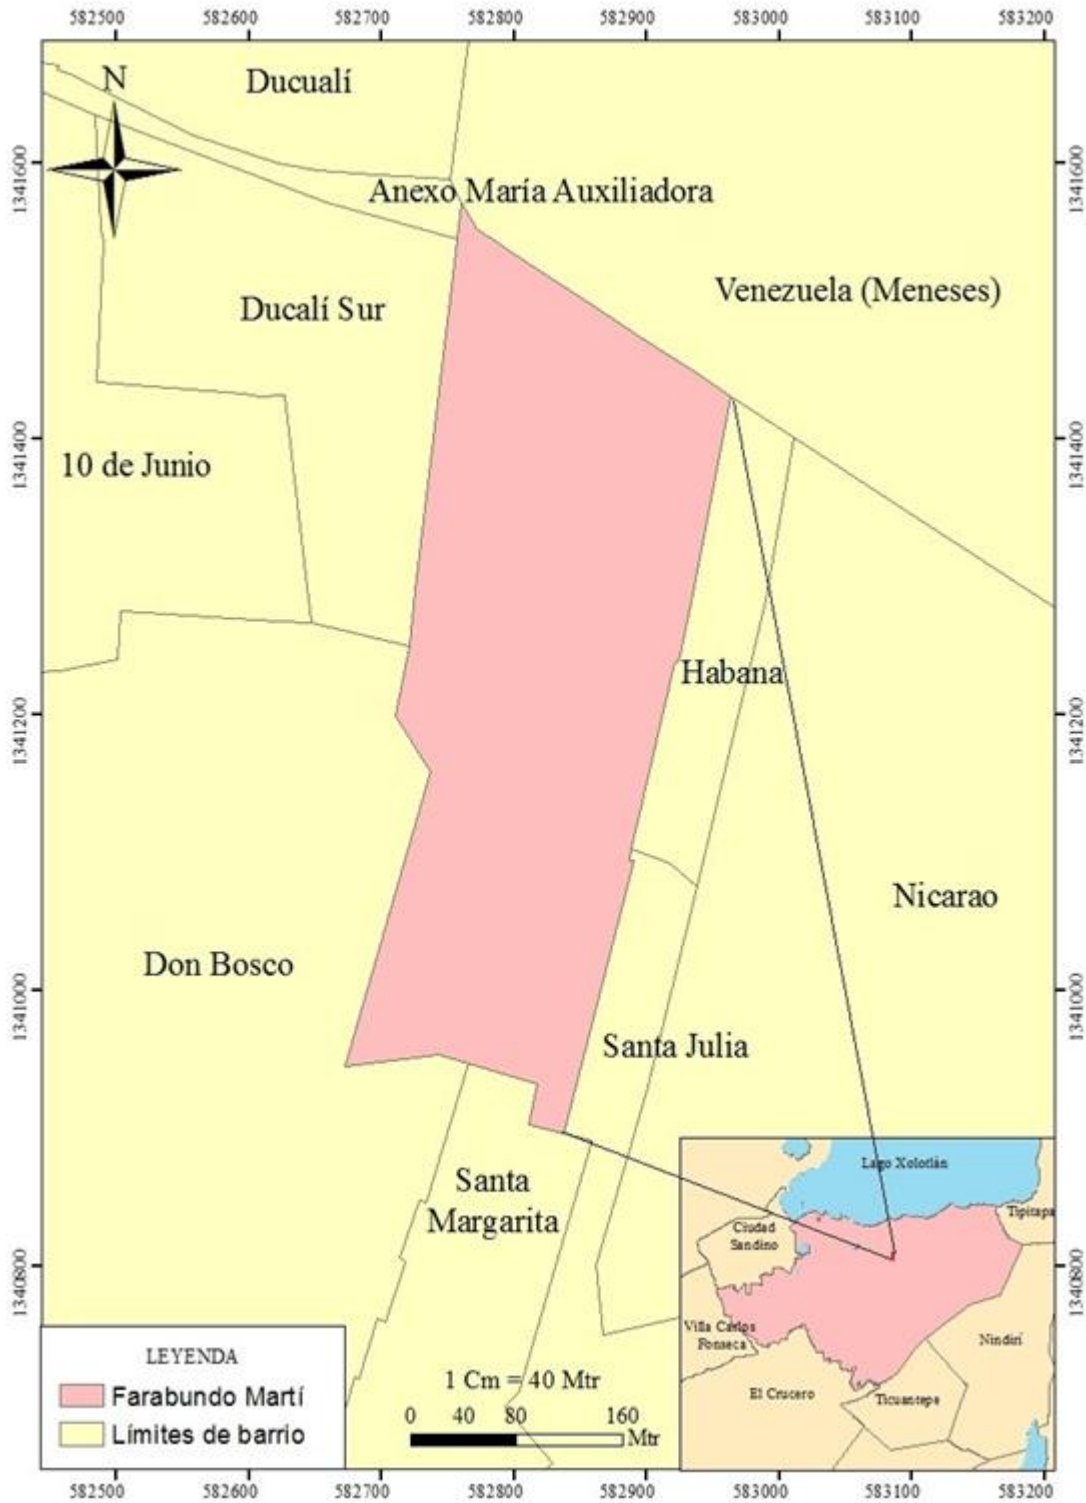 582500 582600 582700 582800 582900 583000 583100 583200
N
Ducualí
1341600
1341600
Anexo María Auxiliadora
Venezuela (Meneses)
Ducalí Sur
1341400
1341400
10 de Junio
Habana
1341200
1341200
Nicarao
Don Bosco
1341000
1341000
Santa Julia
Santa
Margarita
Lago Xolotlán
Tipitapa
Ciudad
Sandino
1340800
1340800
Villa Carlos
Fonseca
Nindirí
El Crucero
Ticuantepe
LEYENDA
Farabundo Martí
Límites de barrio
1 Cm = 40 Mtr
0 40 80 160
Mtr
582500 582600 582700 582800 582900 583000 583100 583200